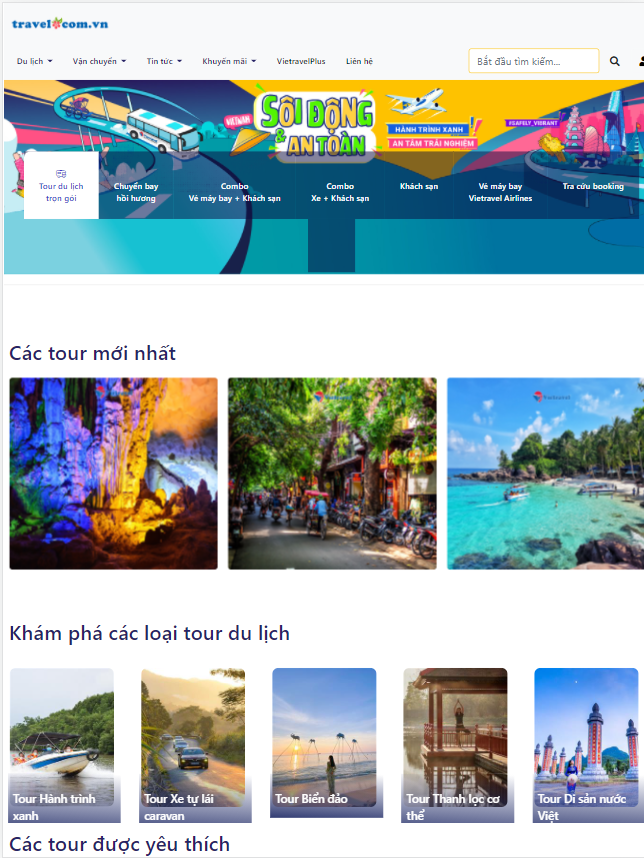 travel.com.vn
Du lịch
Vận chuyển
Tin tức
Khuyến mãi
VietravelPlus
Liên hệ
Bắt đầu tìm kiếm...
VIETNAM
SÔI ĐỘNG
& AN TOÀN
HÀNH TRÌNH XANH
AN TÂM TRẢI NGHIỆM
#SAFELY_VIBRANT
Tour du lịch
trọn gói
Chuyến bay
hồi hương
Combo
Vé máy bay + Khách sạn
Combo
Xe + Khách sạn
Khách sạn
Vé máy bay
Vietravel Airlines
Tra cứu booking
Các tour mới nhất
Khám phá các loại tour du lịch
Tour Hành trình
xanh
Tour Xe tự lái
caravan
Tour Biển đảo
Tour Thanh lọc cơ
thể
Tour Di sản nước
Việt
Các tour được yêu thích